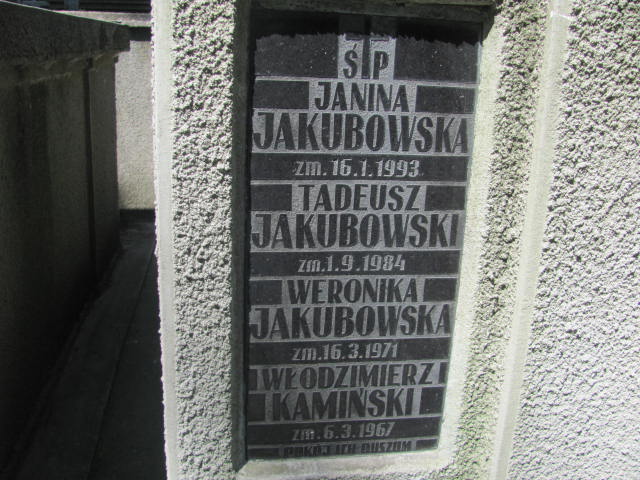 Ś P
JANINA
JAKUBOWSKA
zm. 16.1.1993
TADEUSZ
JAKUBOWSKI
zm. 1.9.1984
WERONIKA
JAKUBOWSKA
zm. 16.3.1971
WŁODZIMIERZ
KAMIŃSKI
zm. 6.3.1967
POKÓJ ICH DUSZOM